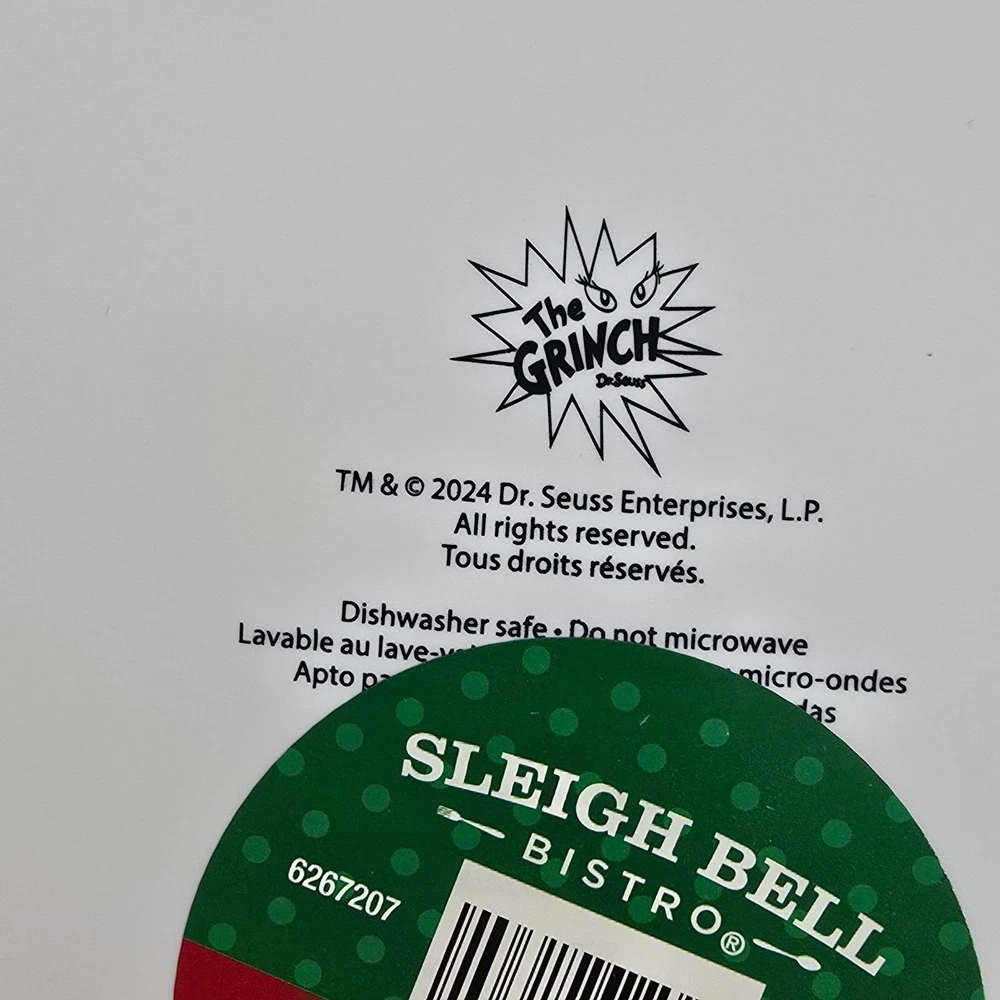 The
GRINCH
Dr. Seuss
TM & © 2024 Dr. Seuss Enterprises, L.P.
All rights reserved.
Tous droits réservés.
Dishwasher safe • Do not microwave
Lavable au lave- micro-ondes
Apto
SLEIGH BELL
BISTRO®
6267207